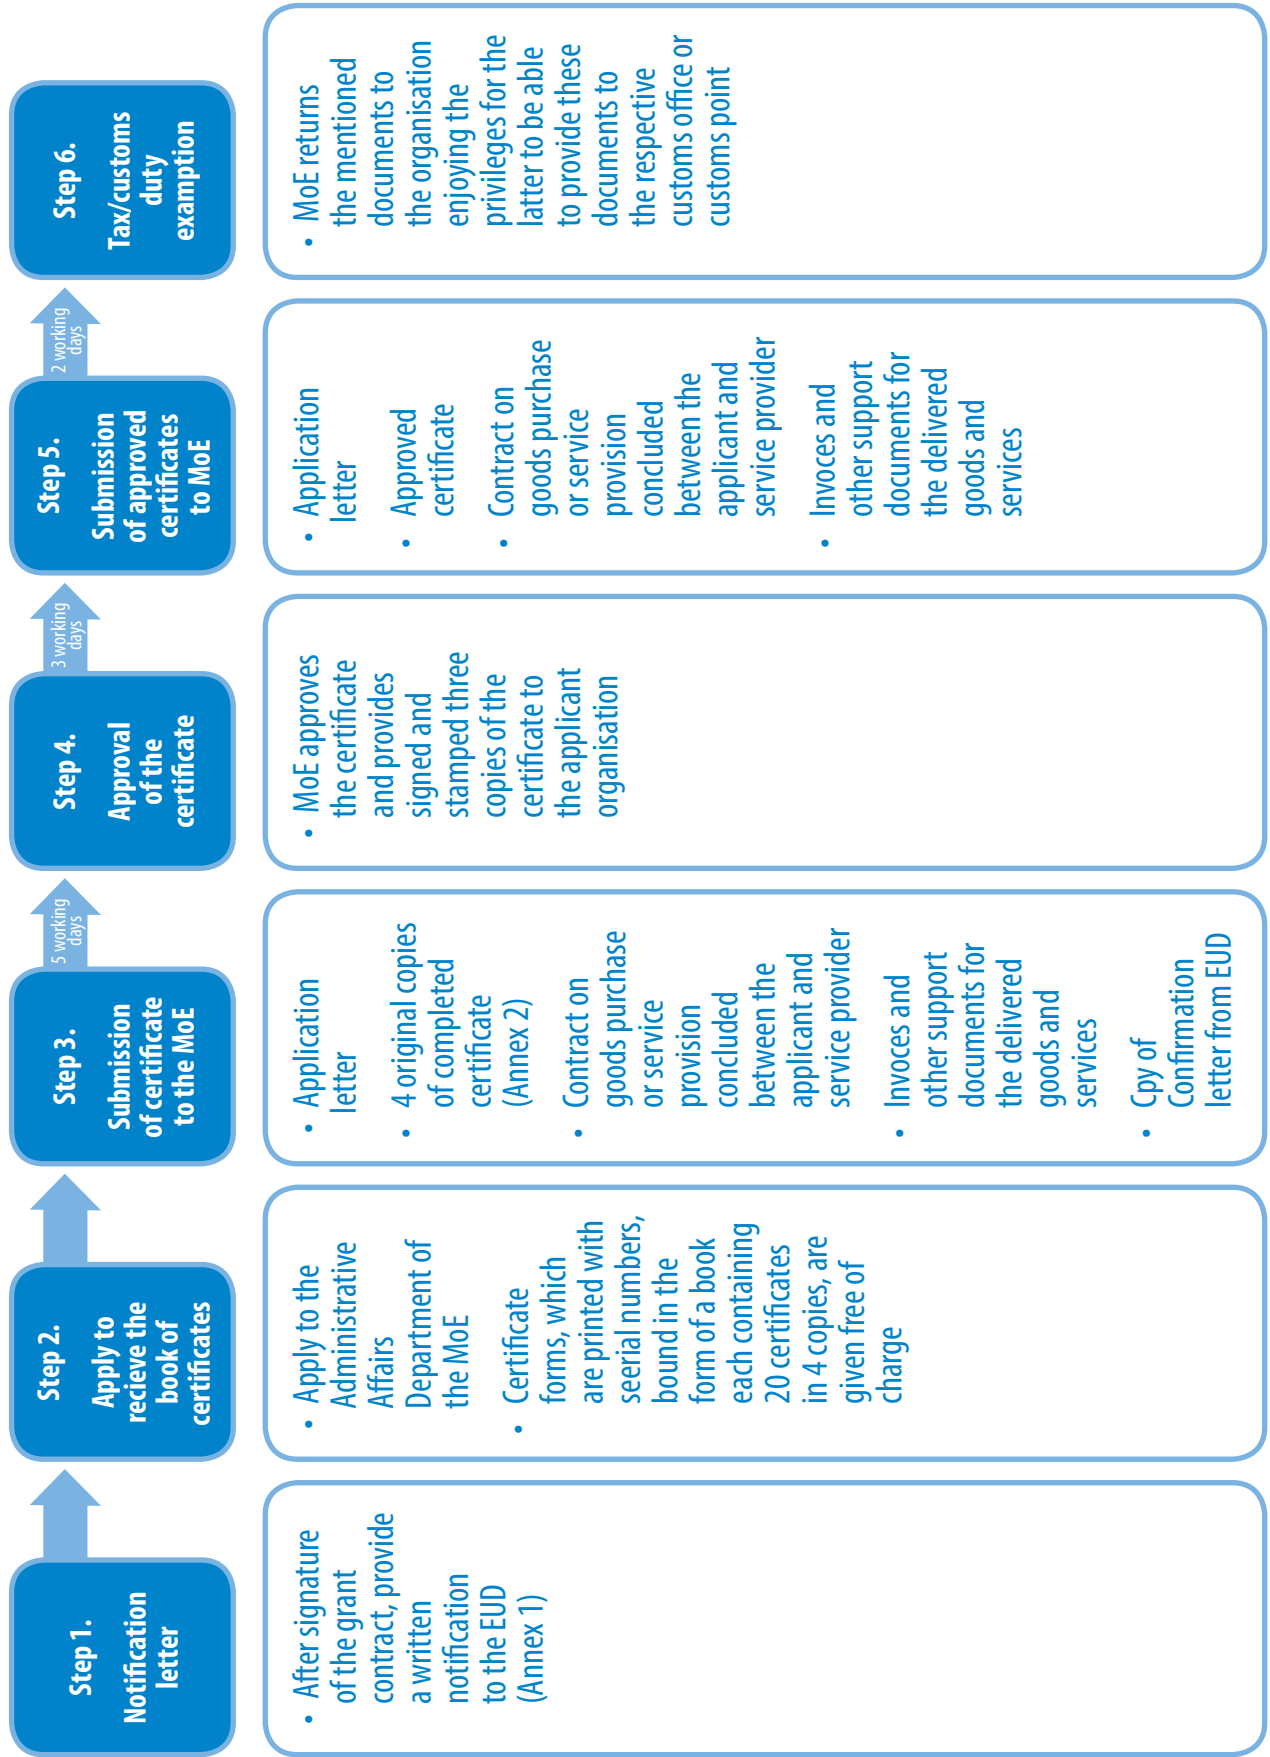 Step 1.
Notification
letter
• After signature
of the grant
contract, provide
a written
notification
to the EUD
(Annex 1)
Step 2.
Apply to
recieve the
book of
certificates
• Apply to the
Administrative
Affairs
Department of
the MoE
• Certificate
forms, which
are printed with
seerial numbers,
bound in the
form of a book
each containing
20 certificates
in 4 copies, are
given free of
charge
Step 3.
Submission
of certificate
to the MoE
• Application
letter
• 4 original copies
of completed
certificate
(Annex 2)
• Contract on
goods purchase
or service
provision
concluded
between the
applicant and
service provider
• Invoces and
other support
documents for
the delivered
goods and
services
• Cpy of
Confirmation
letter from EUD
5 working
days
Step 4.
Approval
of the
certificate
• MoE approves
the certificate
and provides
signed and
stamped three
copies of the
certificate to
the applicant
organisation
3 working
days
Step 5.
Submission
of approved
certificates
to MoE
• Application
letter
• Approved
certificate
• Contract on
goods purchase
or service
provision
concluded
between the
applicant and
service provider
• Invoces and
other support
documents for
the delivered
goods and
services
2 working
days
Step 6.
Tax/customs
duty
examption
• MoE returns
the mentioned
documents to
the organisation
enjoying the
privileges for the
latter to be able
to provide these
documents to
the respective
customs office or
customs point